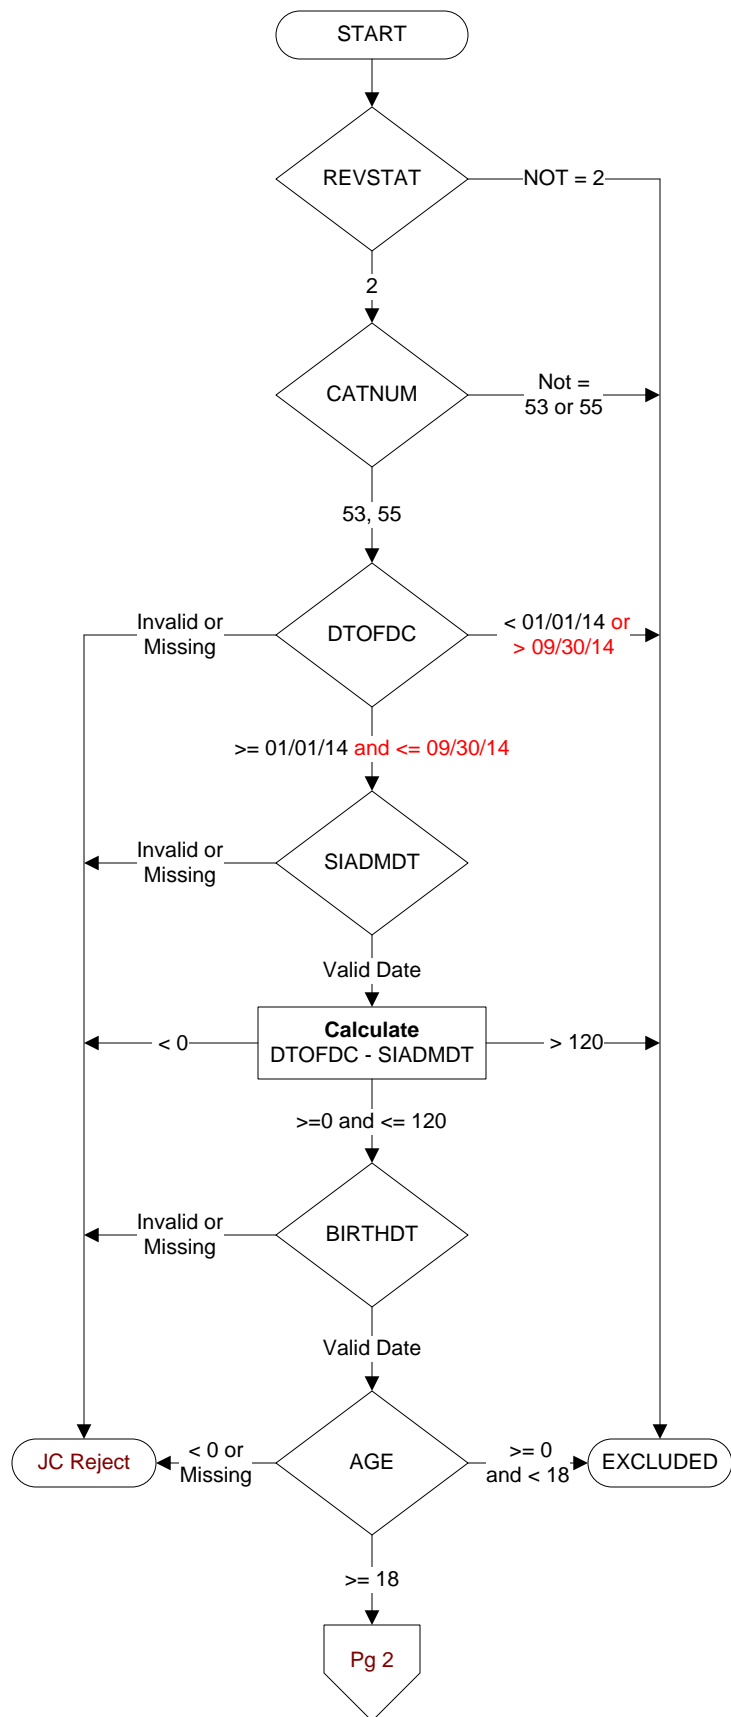 START
REVSTAT
NOT = 2
2
CATNUM
Not =
53 or 55
53, 55
Invalid or
Missing
DTOFDC
< 01/01/14 or
> 09/30/14
>= 01/01/14 and <= 09/30/14
Invalid or
Missing
SIADMDT
Valid Date
< 0
Calculate
DTOFDC - SIADMDT
> 120
>=0 and <= 120
Invalid or
Missing
BIRTHDT
Valid Date
JC Reject
< 0 or
Missing
AGE
>= 0
and < 18
EXCLUDED
>= 18
Pg 2